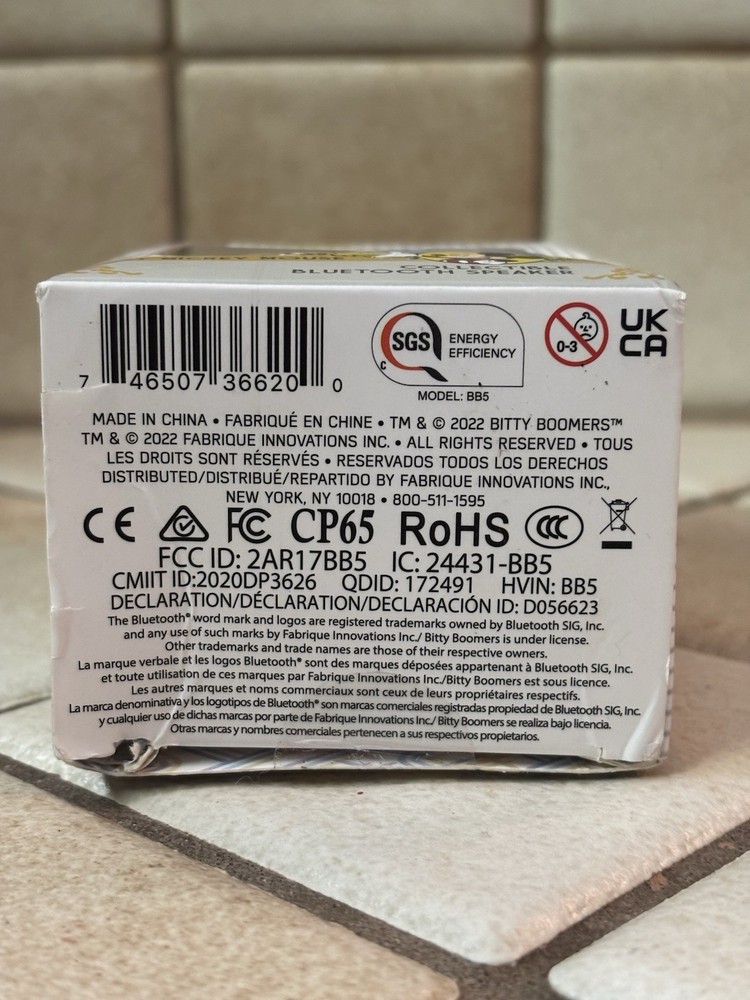 MICKEY MOUSE
COLLECTIBLE
BLUETOOTH SPEAKER
7 46507 36620 0
SGS
C
ENERGY
EFFICIENCY
MODEL: BB5
0-3
UK
CA
MADE IN CHINA • FABRIQUÉ EN CHINE • TM & © 2022 BITTY BOOMERS™
TM & © 2022 FABRIQUE INNOVATIONS INC. • ALL RIGHTS RESERVED • TOUS
LES DROITS SONT RÉSERVÉS • RESERVADOS TODOS LOS DERECHOS
DISTRIBUTED/DISTRIBUÉ/REPARTIDO BY FABRIQUE INNOVATIONS INC.,
NEW YORK, NY 10018 • 800-511-1595
CE FC CP65 RoHS CCC
FCC ID: 2AR17BB5 IC: 24431-BB5
CMIIT ID:2020DP3626 QDID: 172491 HVIN: BB5
DECLARATION/DÉCLARATION/DECLARACIÓN ID: D056623
The Bluetooth® word mark and logos are registered trademarks owned by Bluetooth SIG, Inc.
and any use of such marks by Fabrique Innovations Inc./ Bitty Boomers is under license.
Other trademarks and trade names are those of their respective owners.
La marque verbale et les logos Bluetooth® sont des marques déposées appartenant à Bluetooth SIG, Inc.
et toute utilisation de ces marques par Fabrique Innovations Inc./Bitty Boomers est sous licence.
Les autres marques et noms commerciaux sont ceux de leurs propriétaires respectifs.
La marca denominativa y los logotipos de Bluetooth® son marcas comerciales registradas propiedad de Bluetooth SIG, Inc.
y cualquier uso de dichas marcas por parte de Fabrique Innovations Inc./ Bitty Boomers se realiza bajo licencia.
Otras marcas y nombres comerciales pertenecen a sus respectivos propietarios.